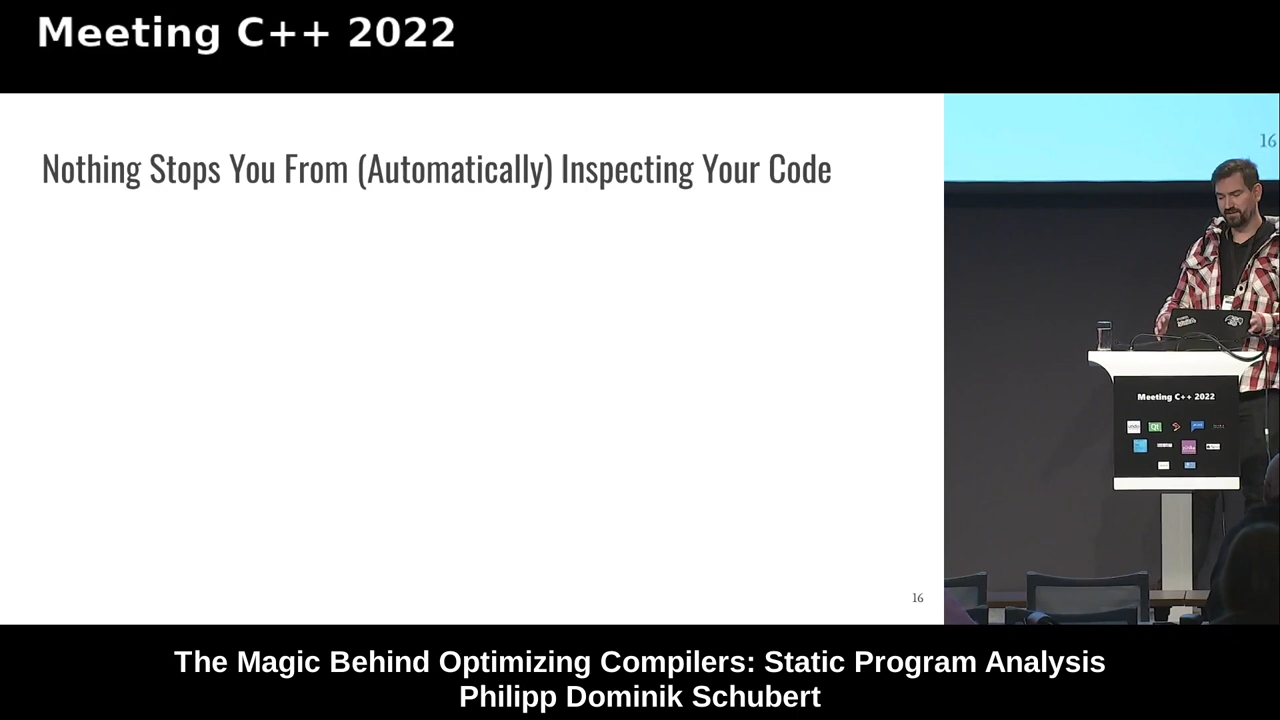 Meeting C++ 2022
Nothing Stops You From (Automatically) Inspecting Your Code
16
16
Meeting C++ 2022
Qt
The Magic Behind Optimizing Compilers: Static Program Analysis
Philipp Dominik Schubert